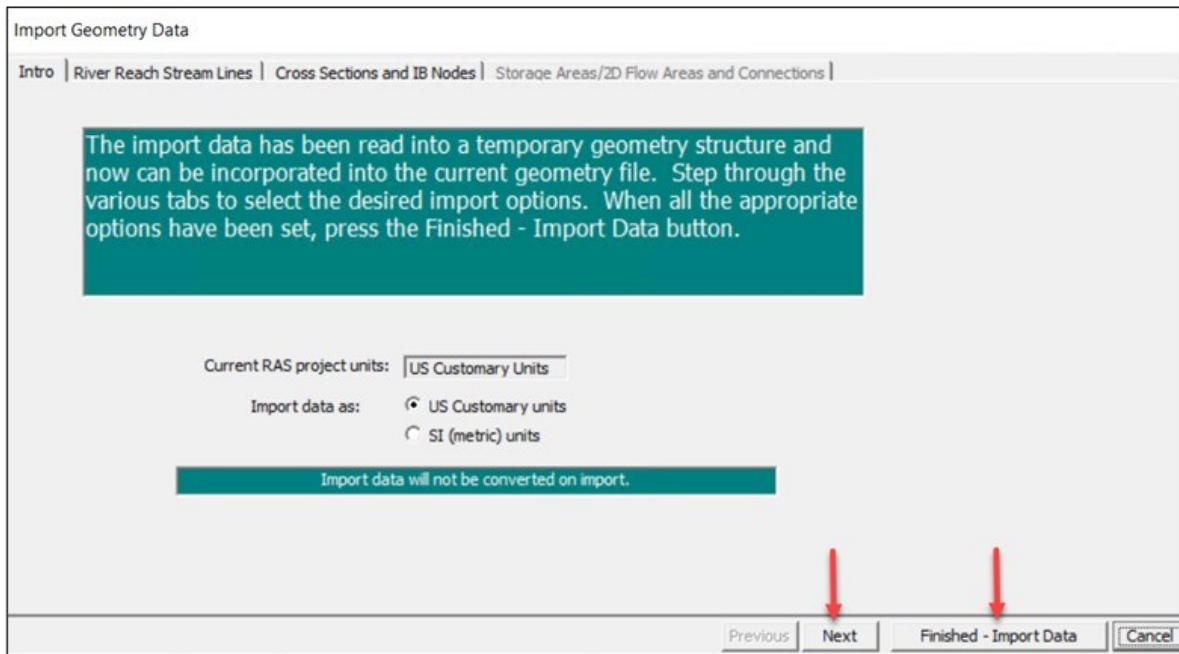 Import Geometry Data
Intro River Reach Stream Lines Cross Sections and IB Nodes Storage Areas/2D Flow Areas and Connections
The import data has been read into a temporary geometry structure and
now can be incorporated into the current geometry file. Step through the
various tabs to select the desired import options. When all the appropriate
options have been set, press the Finished - Import Data button.
Current RAS project units: US Customary Units
Import data as: US Customary units
SI (metric) units
Import data will not be converted on import.
Previous Next Finished - Import Data Cancel